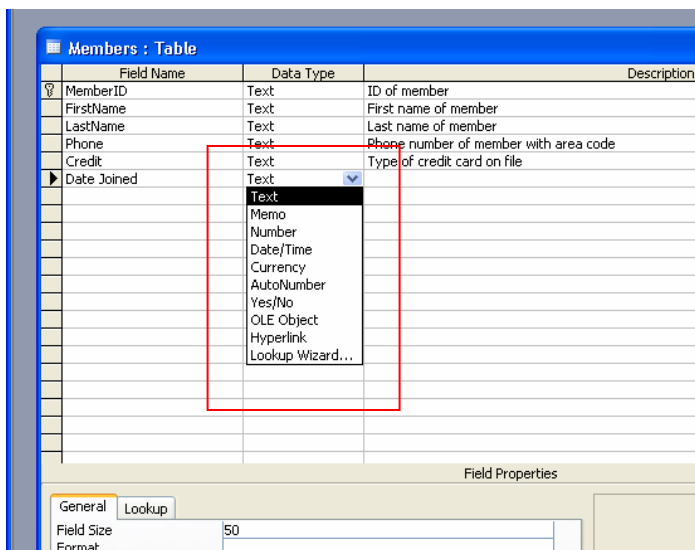 Members : Table
Field Name Data Type Description
MemberID Text ID of member
FirstName Text First name of member
LastName Text Last name of member
Phone Text Phone number of member with area code
Credit Text Type of credit card on file
Date Joined Text
Text
Memo
Number
Date/Time
Currency
AutoNumber
Yes/No
OLE Object
Hyperlink
Lookup Wizard...
Field Properties
General Lookup
Field Size 50
Format